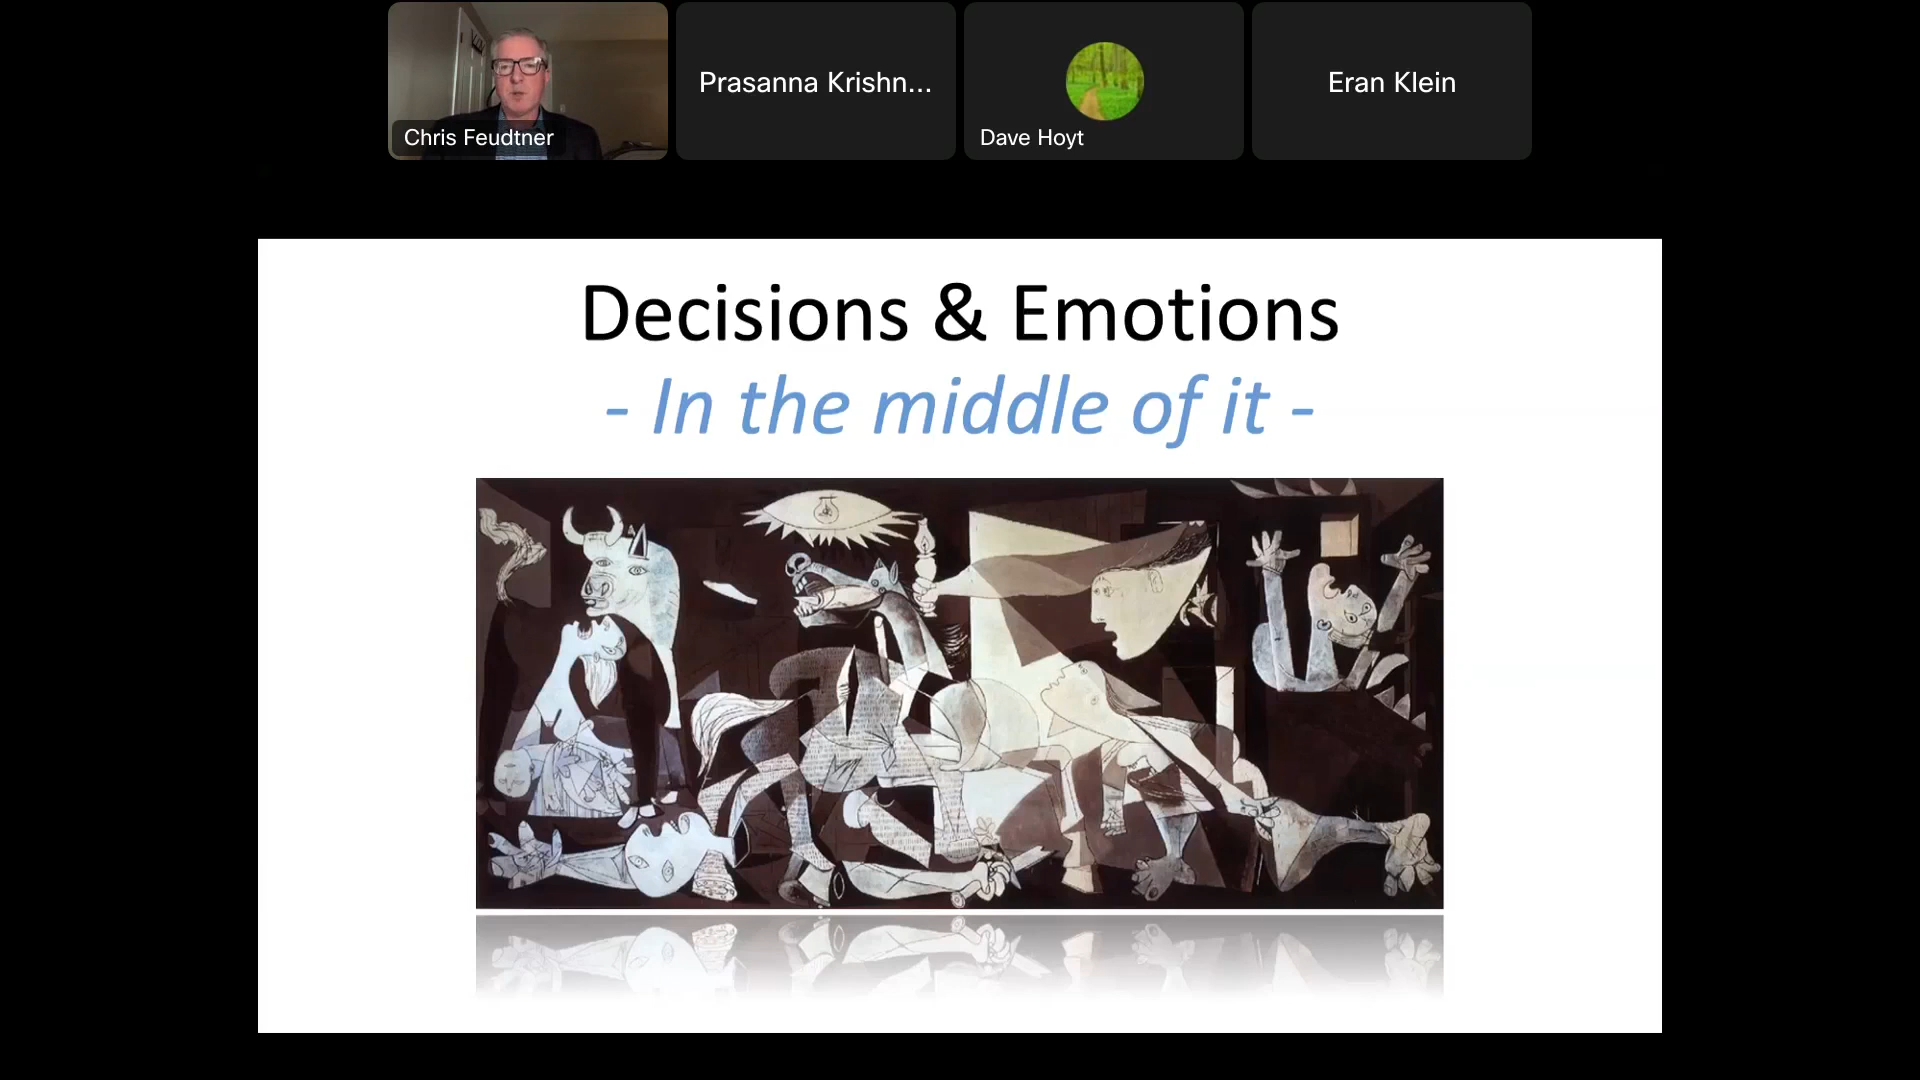 Chris Feudtner
Prasanna Krishn...
Dave Hoyt
Eran Klein
Decisions & Emotions
- In the middle of it -